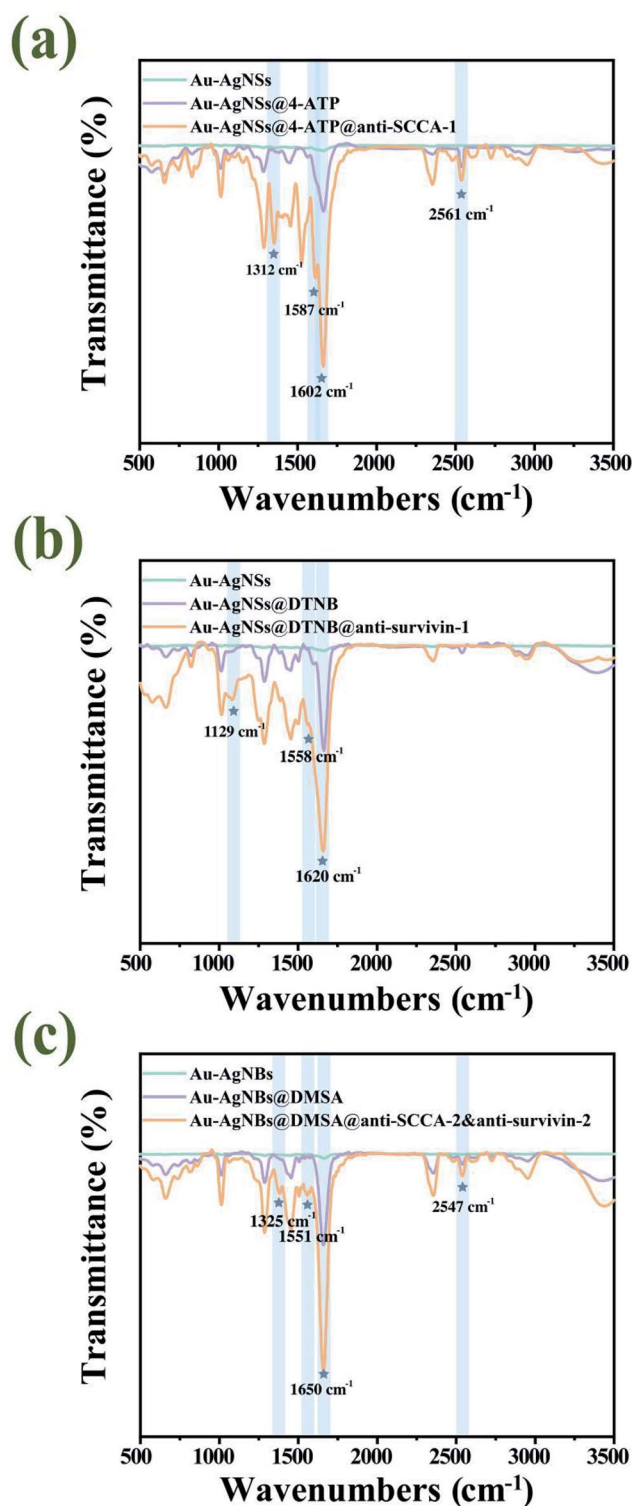 (a)
Au-AgNSs
Au-AgNSs@4-ATP
Au-AgNSs@4-ATP@anti-SCCA-1
2561 cm⁻¹
1312 cm⁻¹
1587 cm⁻¹
1602 cm⁻¹
Transmittance (%)
500 1000 1500 2000 2500 3000 3500
Wavenumbers (cm⁻¹)
(b)
Au-AgNSs
Au-AgNSs@DTNB
Au-AgNSs@DTNB@anti-survivin-1
1129 cm⁻¹
1558 cm⁻¹
1620 cm⁻¹
Transmittance (%)
500 1000 1500 2000 2500 3000 3500
Wavenumbers (cm⁻¹)
(c)
Au-AgNBs
Au-AgNBs@DMSA
Au-AgNBs@DMSA@anti-SCCA-2&anti-survivin-2
1325 cm⁻¹
2547 cm⁻¹
1551 cm⁻¹
1650 cm⁻¹
Transmittance (%)
500 1000 1500 2000 2500 3000 3500
Wavenumbers (cm⁻¹)